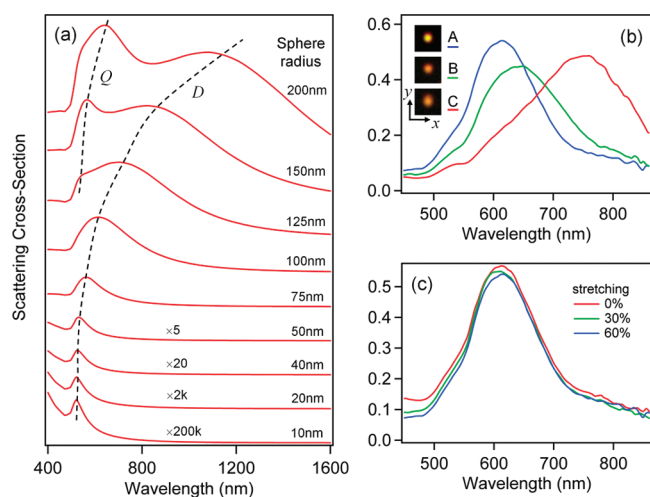 (a)
Sphere
radius
Q
D
200nm
150nm
125nm
100nm
75nm
×5
50nm
×20
40nm
×2k
20nm
×200k
10nm
Scattering Cross-Section
400
800
1200
1600
Wavelength (nm)
(b)
A
B
C
y
x
0.6
0.4
0.2
0.0
500
600
700
800
Wavelength (nm)
(c)
stretching
0%
30%
60%
0.5
0.4
0.3
0.2
0.1
0.0
500
600
700
800
Wavelength (nm)